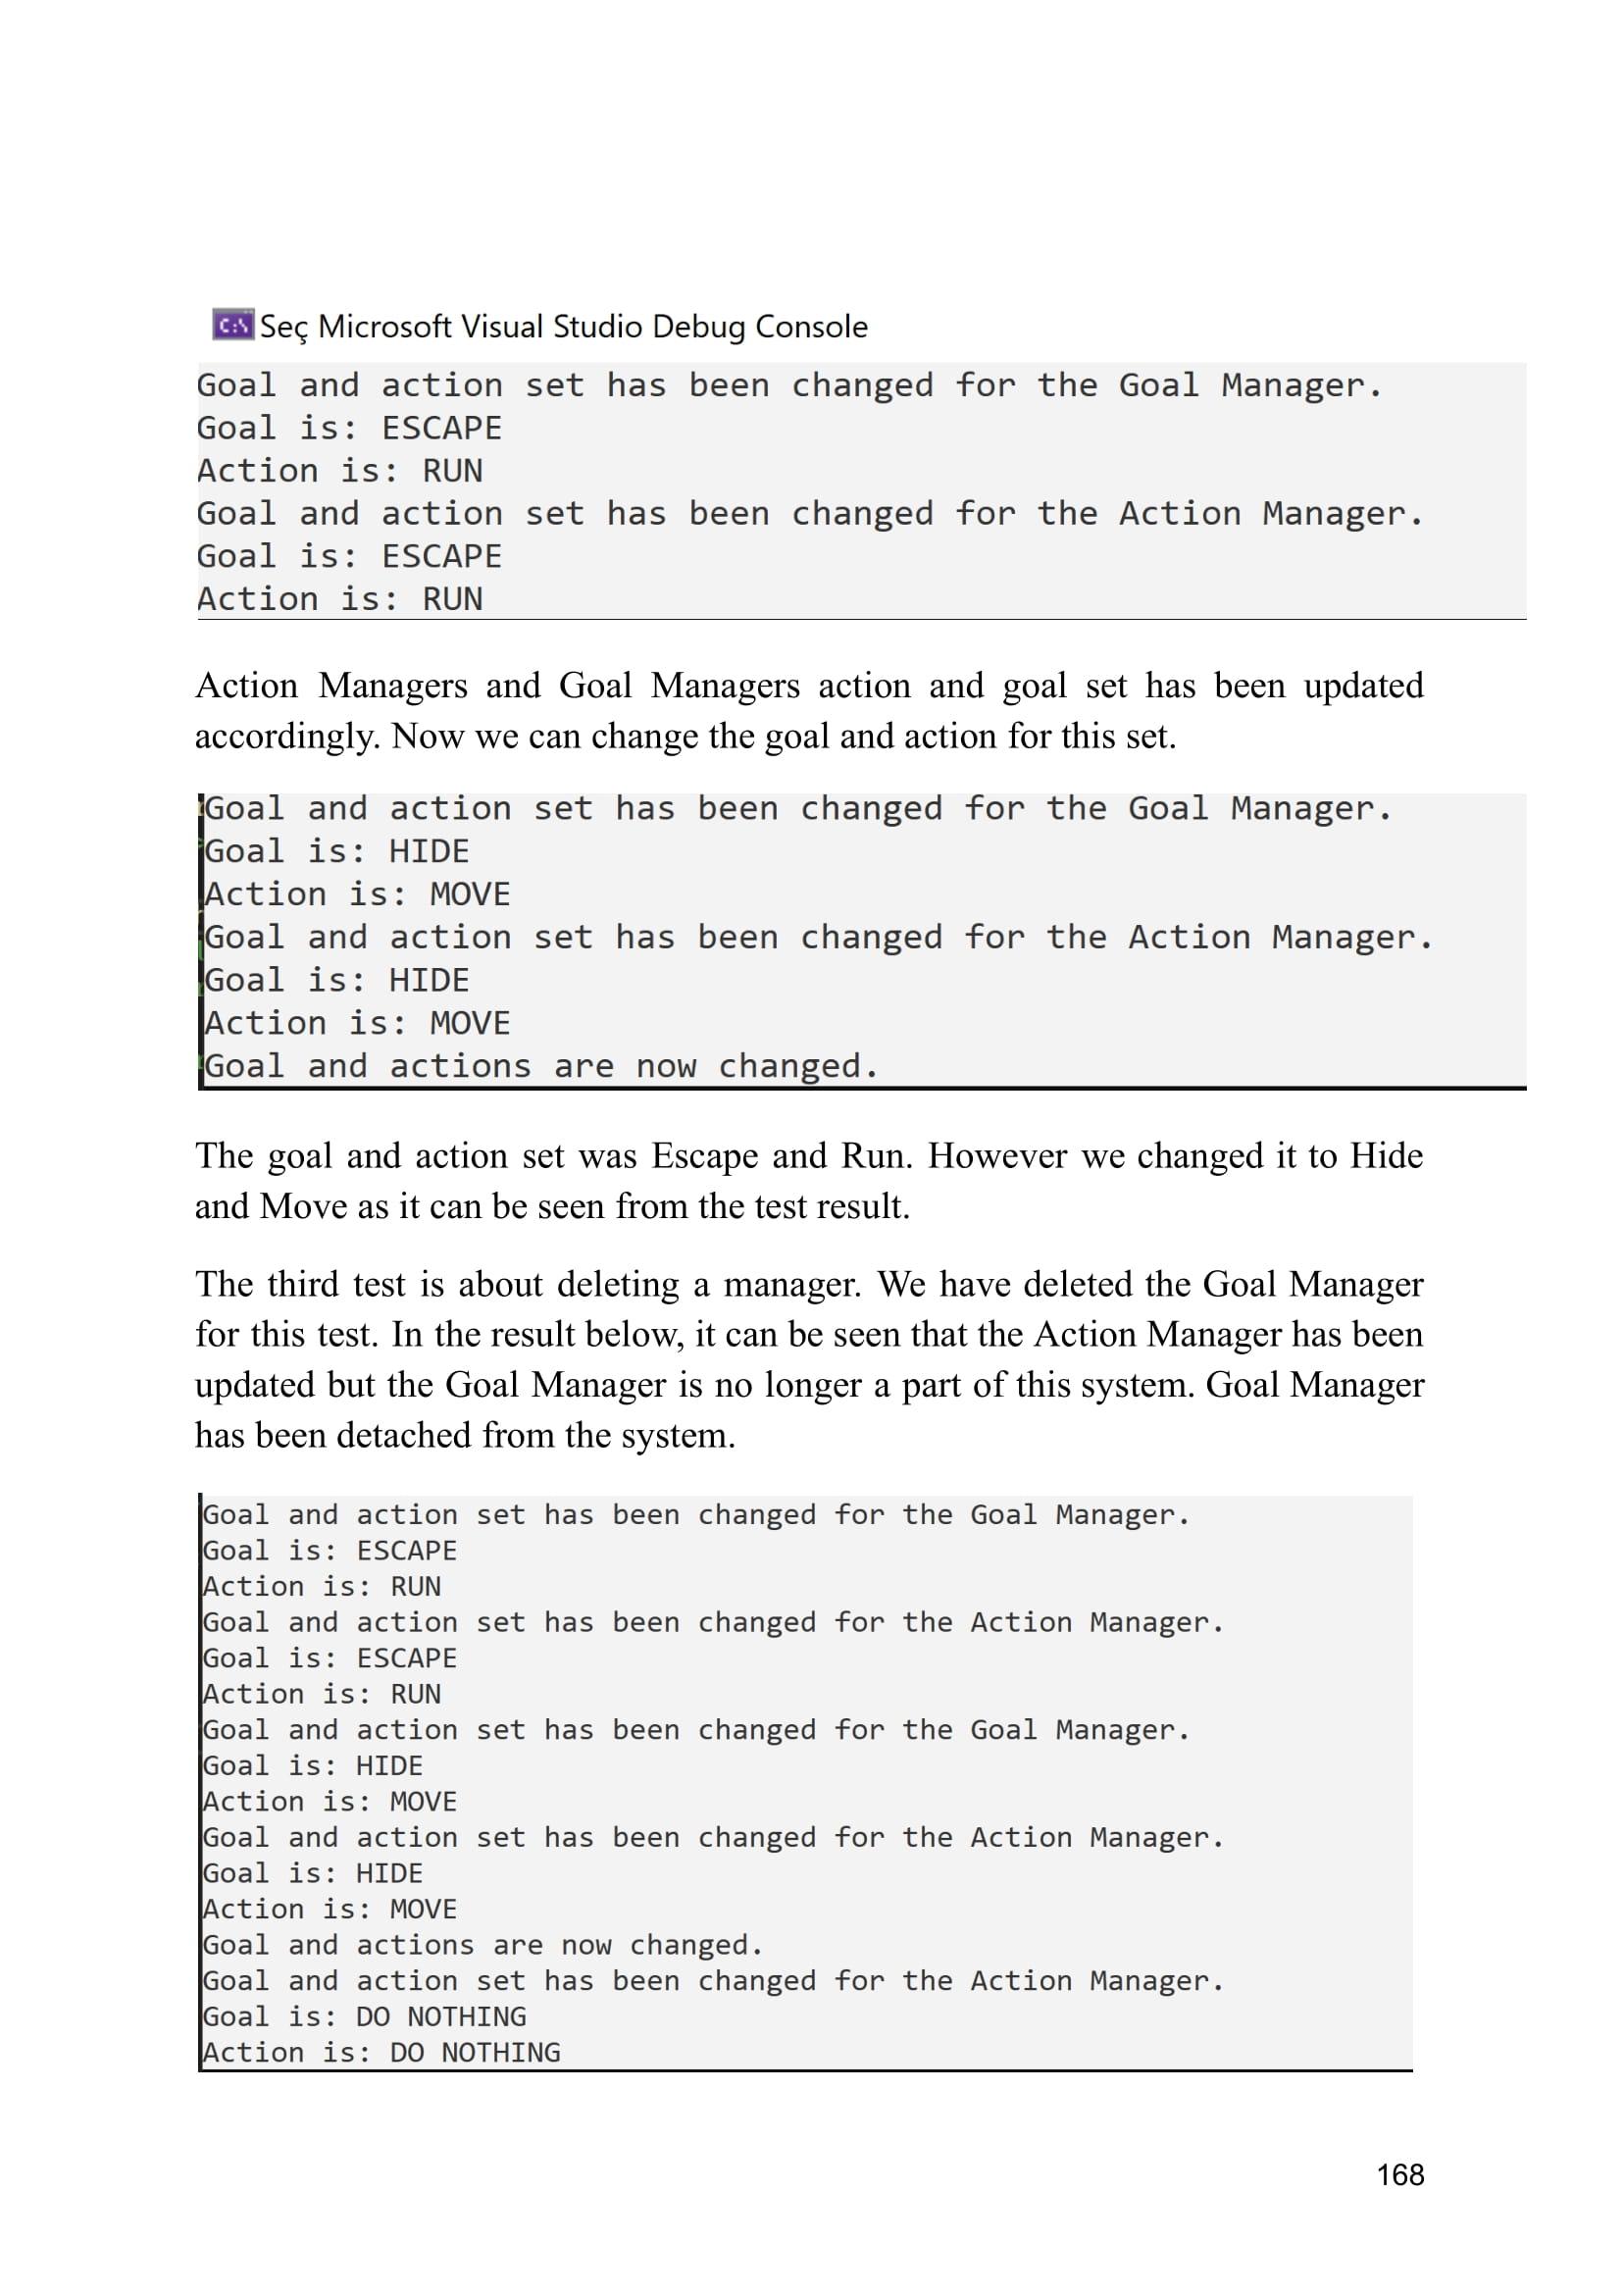 C:\ Seç Microsoft Visual Studio Debug Console
Goal and action set has been changed for the Goal Manager.
Goal is: ESCAPE
Action is: RUN
Goal and action set has been changed for the Action Manager.
Goal is: ESCAPE
Action is: RUN
Action Managers and Goal Managers action and goal set has been updated
accordingly. Now we can change the goal and action for this set.
Goal and action set has been changed for the Goal Manager.
Goal is: HIDE
Action is: MOVE
Goal and action set has been changed for the Action Manager.
Goal is: HIDE
Action is: MOVE
Goal and actions are now changed.
The goal and action set was Escape and Run. However we changed it to Hide
and Move as it can be seen from the test result.
The third test is about deleting a manager. We have deleted the Goal Manager
for this test. In the result below, it can be seen that the Action Manager has been
updated but the Goal Manager is no longer a part of this system. Goal Manager
has been detached from the system.
Goal and action set has been changed for the Goal Manager.
Goal is: ESCAPE
Action is: RUN
Goal and action set has been changed for the Action Manager.
Goal is: ESCAPE
Action is: RUN
Goal and action set has been changed for the Goal Manager.
Goal is: HIDE
Action is: MOVE
Goal and action set has been changed for the Action Manager.
Goal is: HIDE
Action is: MOVE
Goal and actions are now changed.
Goal and action set has been changed for the Action Manager.
Goal is: DO NOTHING
Action is: DO NOTHING
168